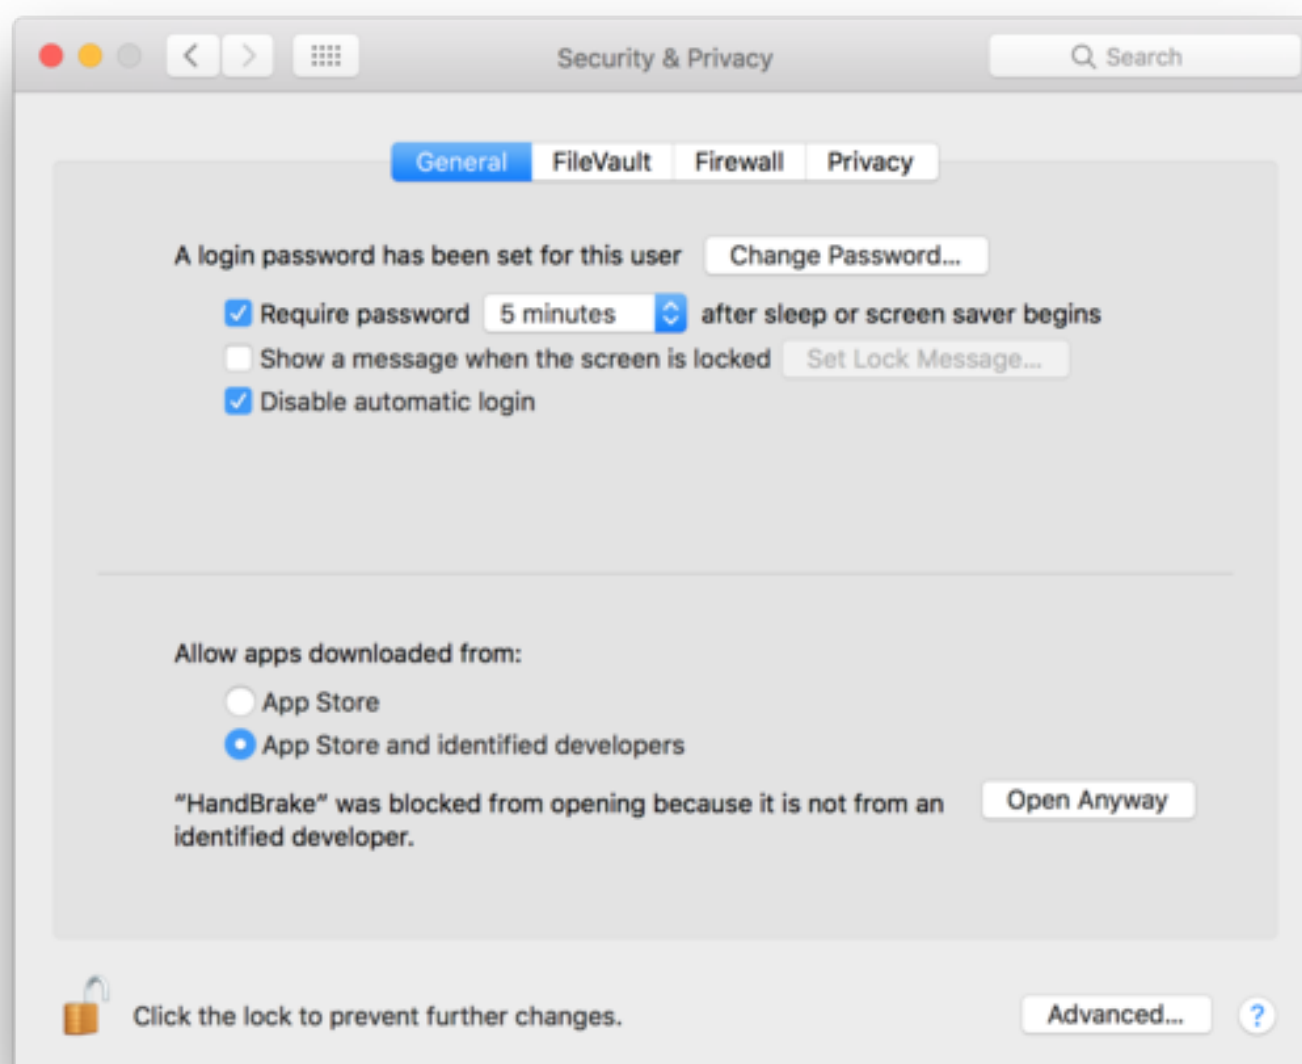 Security & Privacy
Search
General FileVault Firewall Privacy
A login password has been set for this user Change Password...
Require password 5 minutes after sleep or screen saver begins
Show a message when the screen is locked Set Lock Message...
Disable automatic login
Allow apps downloaded from:
App Store
App Store and identified developers
“HandBrake” was blocked from opening because it is not from an
identified developer.
Open Anyway
Click the lock to prevent further changes.
Advanced...
?